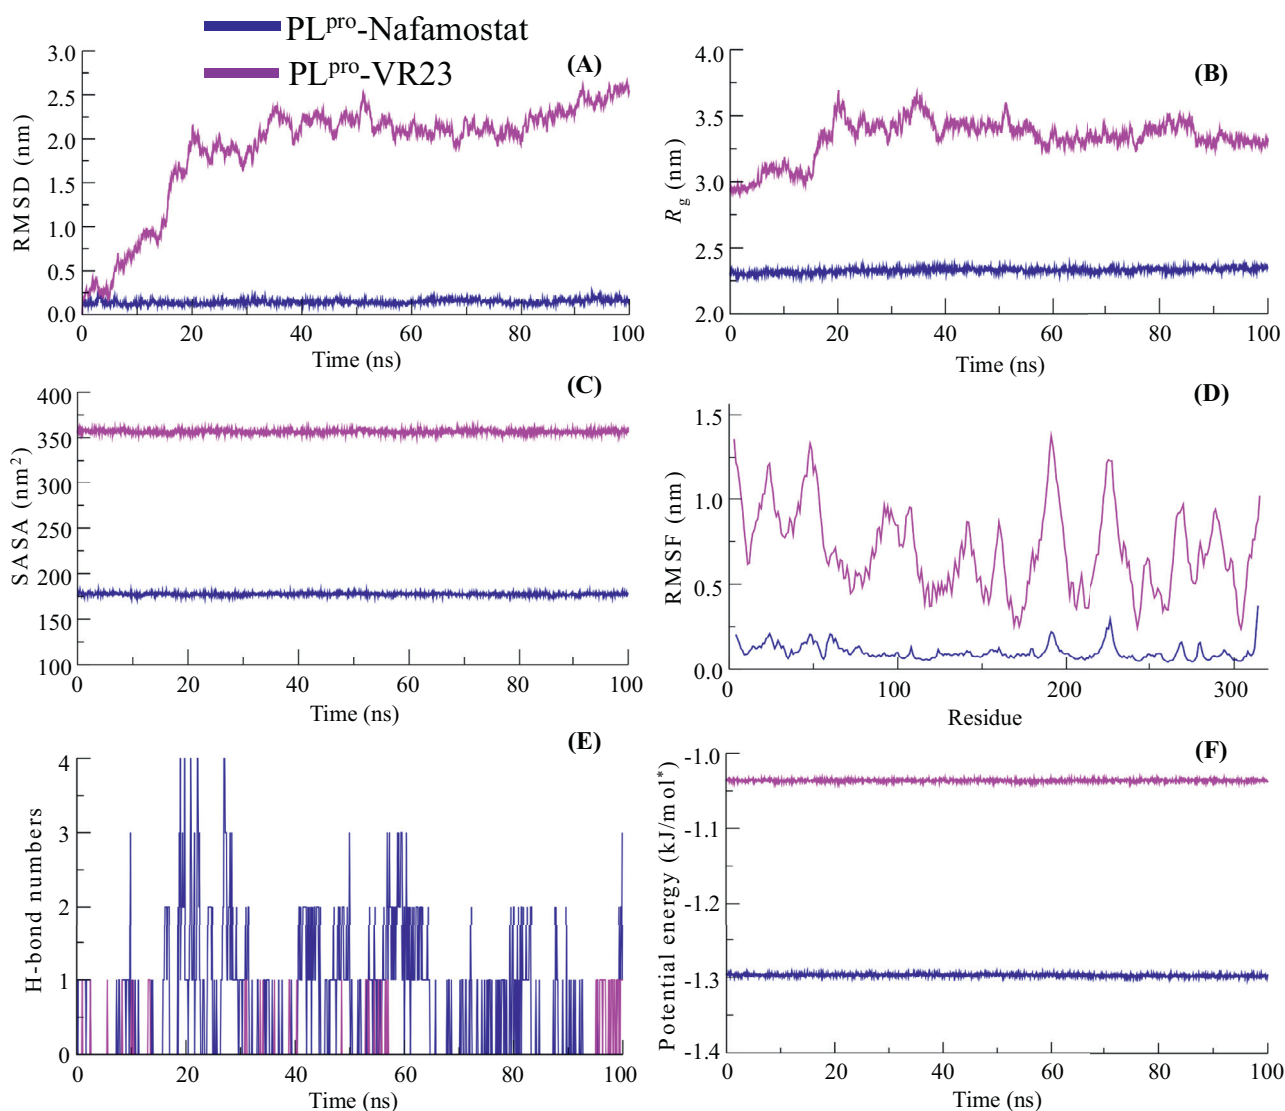 PLpro-Nafamostat
PLpro-VR23
(A)
RMSD (nm)
3.0
2.5
2.0
1.5
1.0
0.5
0.0
0 20 40 60 80 100
Time (ns)
(B)
Rg (nm)
4.0
3.5
3.0
2.5
2.0
0 20 40 60 80 100
Time (ns)
(C)
SASA (nm²)
400
350
300
250
200
150
100
0 20 40 60 80 100
Time (ns)
(D)
RMSF (nm)
1.5
1.0
0.5
0.0
0 100 200 300
Residue
(E)
H-bond numbers
4
3
2
1
0
0 20 40 60 80 100
Time (ns)
(F)
Potential energy (kJ/mol*)
-1.0
-1.1
-1.2
-1.3
-1.4
0 20 40 60 80 100
Time (ns)